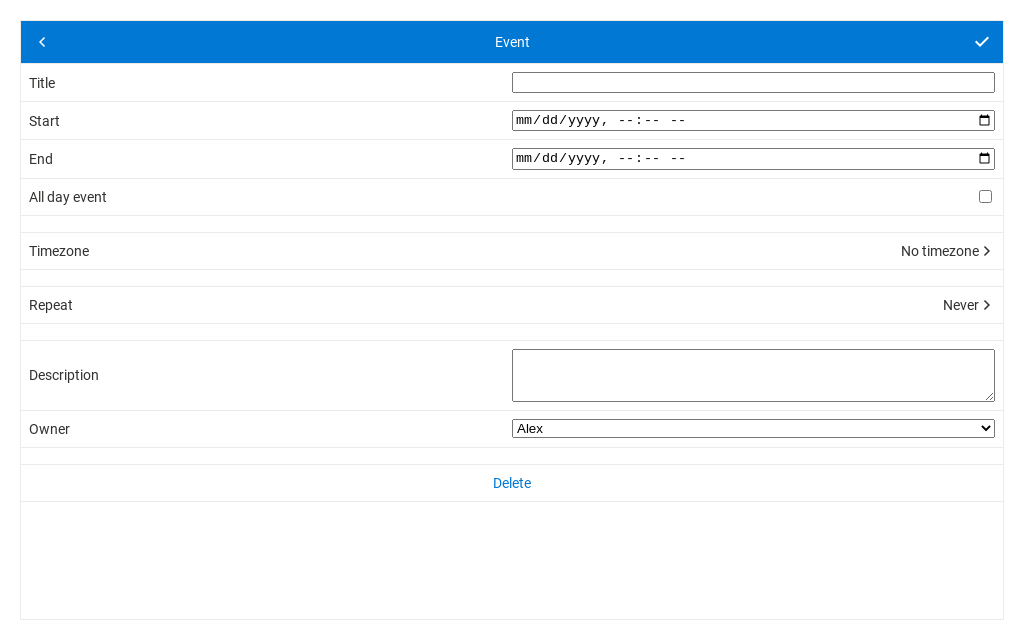 Event
Title
Start mm/dd/yyyy, --:-- --
End mm/dd/yyyy, --:-- --
All day event
Timezone No timezone
Repeat Never
Description
Owner Alex
Delete